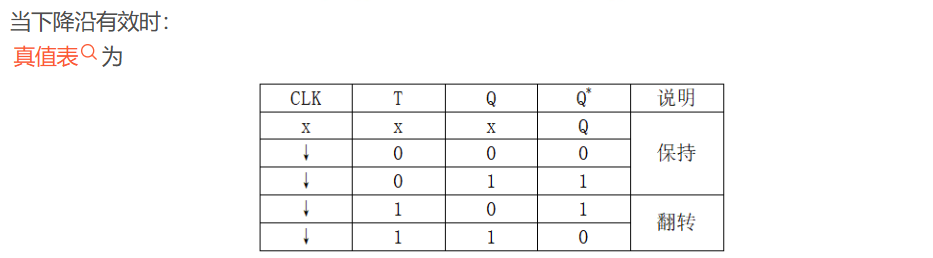 当下降沿有效时：
真值表 为
CLK T Q Q* 说明
x x x Q 保持
↓ 0 0 0
↓ 0 1 1
↓ 1 0 1 翻转
↓ 1 1 0